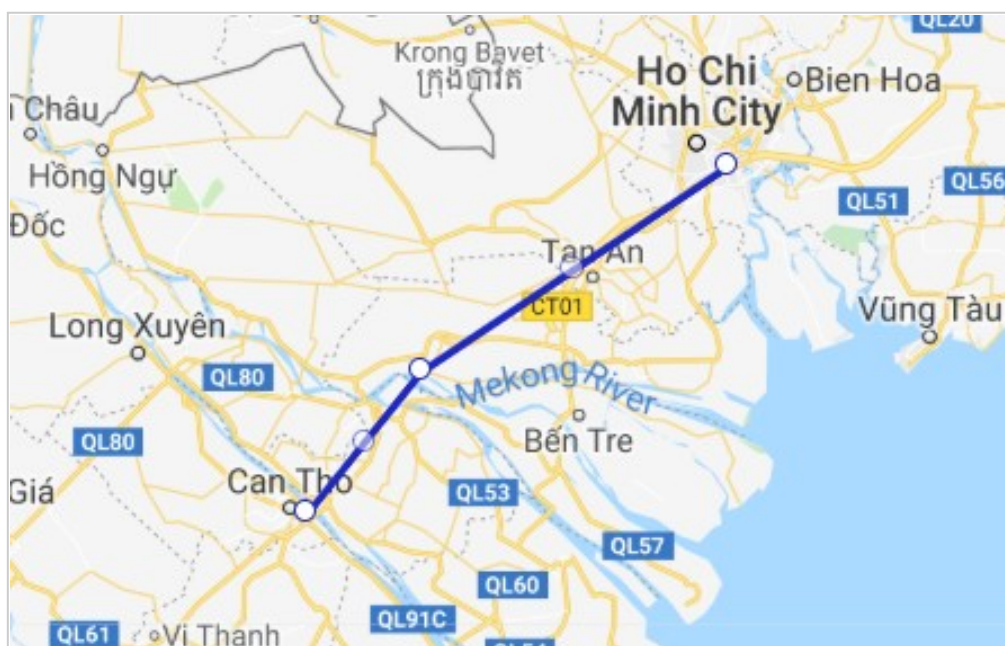 QL20
Krong Bavet
ក្រុងបាវិត
Ho Chi
Minh City
Bien Hoa
Châu
Hồng Ngự
QL56
QL51
Đốc
Tan An
CT01
Vũng Tàu
Long Xuyên
QL80
Mekong River
QL80
Bến Tre
Giá
Can Tho
QL53
QL57
QL60
QL91C
QL61
Vi Thanh